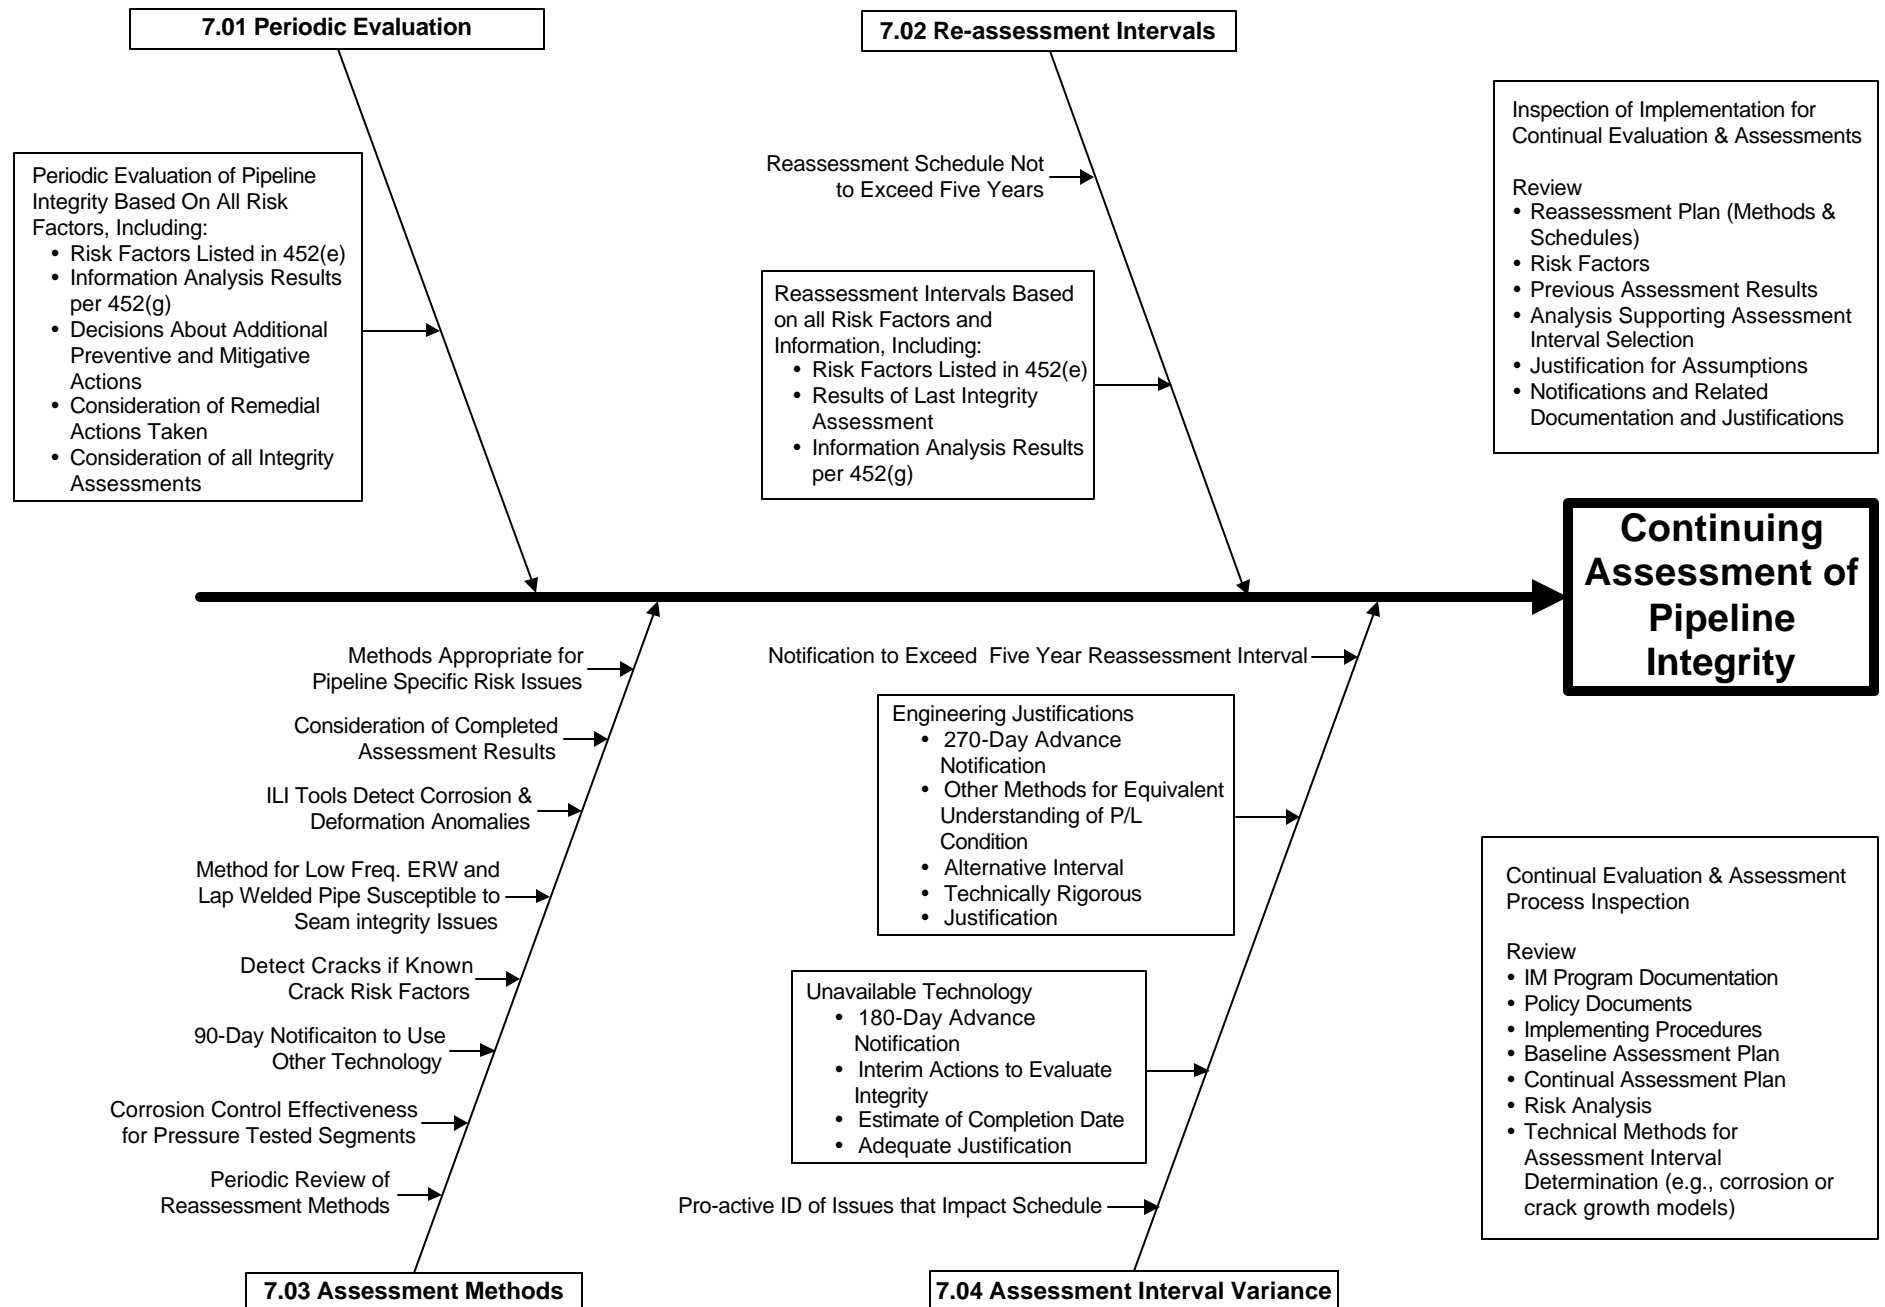 7.01 Periodic Evaluation
7.02 Re-assessment Intervals
Periodic Evaluation of Pipeline
Integrity Based On All Risk
Factors, Including:
• Risk Factors Listed in 452(e)
• Information Analysis Results
per 452(g)
• Decisions About Additional
Preventive and Mitigative
Actions
• Consideration of Remedial
Actions Taken
• Consideration of all Integrity
Assessments
Reassessment Schedule Not
to Exceed Five Years
Reassessment Intervals Based
on all Risk Factors and
Information, Including:
• Risk Factors Listed in 452(e)
• Results of Last Integrity
Assessment
• Information Analysis Results
per 452(g)
Inspection of Implementation for
Continual Evaluation & Assessments
Review
• Reassessment Plan (Methods &
Schedules)
• Risk Factors
• Previous Assessment Results
• Analysis Supporting Assessment
Interval Selection
• Justification for Assumptions
• Notifications and Related
Documentation and Justifications
Continuing
Assessment of
Pipeline
Integrity
Methods Appropriate for
Pipeline Specific Risk Issues
Consideration of Completed
Assessment Results
ILI Tools Detect Corrosion &
Deformation Anomalies
Method for Low Freq. ERW and
Lap Welded Pipe Susceptible to
Seam integrity Issues
Detect Cracks if Known
Crack Risk Factors
90-Day Notificaiton to Use
Other Technology
Corrosion Control Effectiveness
for Pressure Tested Segments
Periodic Review of
Reassessment Methods
7.03 Assessment Methods
Notification to Exceed Five Year Reassessment Interval
Engineering Justifications
• 270-Day Advance
Notification
• Other Methods for Equivalent
Understanding of P/L
Condition
• Alternative Interval
• Technically Rigorous
• Justification
Unavailable Technology
• 180-Day Advance
Notification
• Interim Actions to Evaluate
Integrity
• Estimate of Completion Date
• Adequate Justification
Pro-active ID of Issues that Impact Schedule
7.04 Assessment Interval Variance
Continual Evaluation & Assessment
Process Inspection
Review
• IM Program Documentation
• Policy Documents
• Implementing Procedures
• Baseline Assessment Plan
• Continual Assessment Plan
• Risk Analysis
• Technical Methods for
Assessment Interval
Determination (e.g., corrosion or
crack growth models)